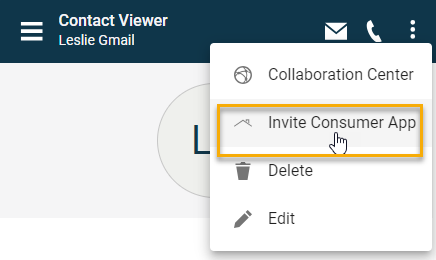 Contact Viewer
Leslie Gmail
L
Collaboration Center
Invite Consumer App
Delete
Edit